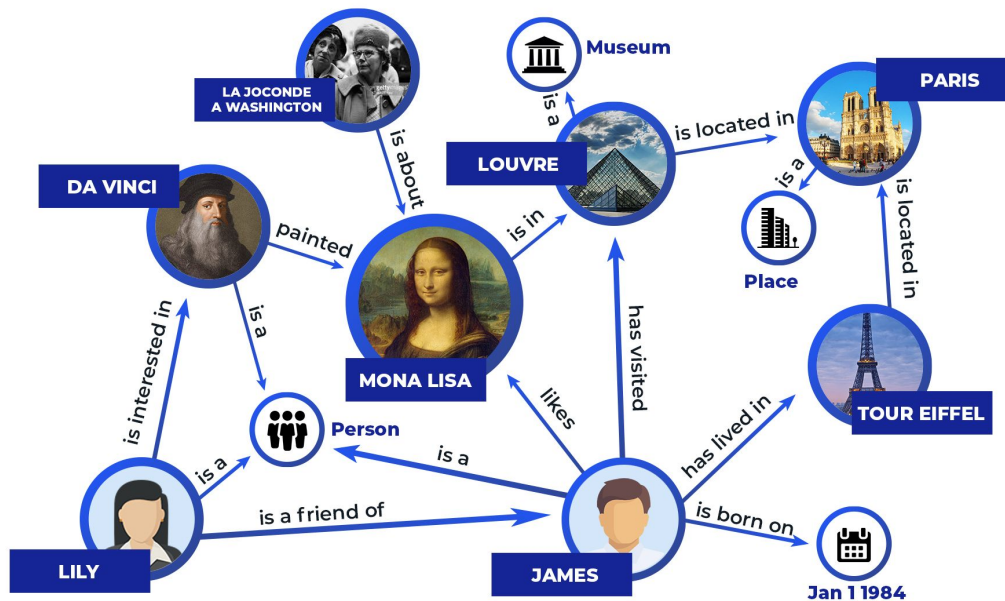 Museum
PARIS
LA JOCONDE
A WASHINGTON
is a
is located in
LOUVRE
is about
is a
DA VINCI
is located in
painted
is in
Place
is interested in
is a
has visited
MONA LISA
likes
has lived in
TOUR EIFFEL
Person
is a
is a
is a friend of
is born on
LILY
JAMES
Jan 1 1984